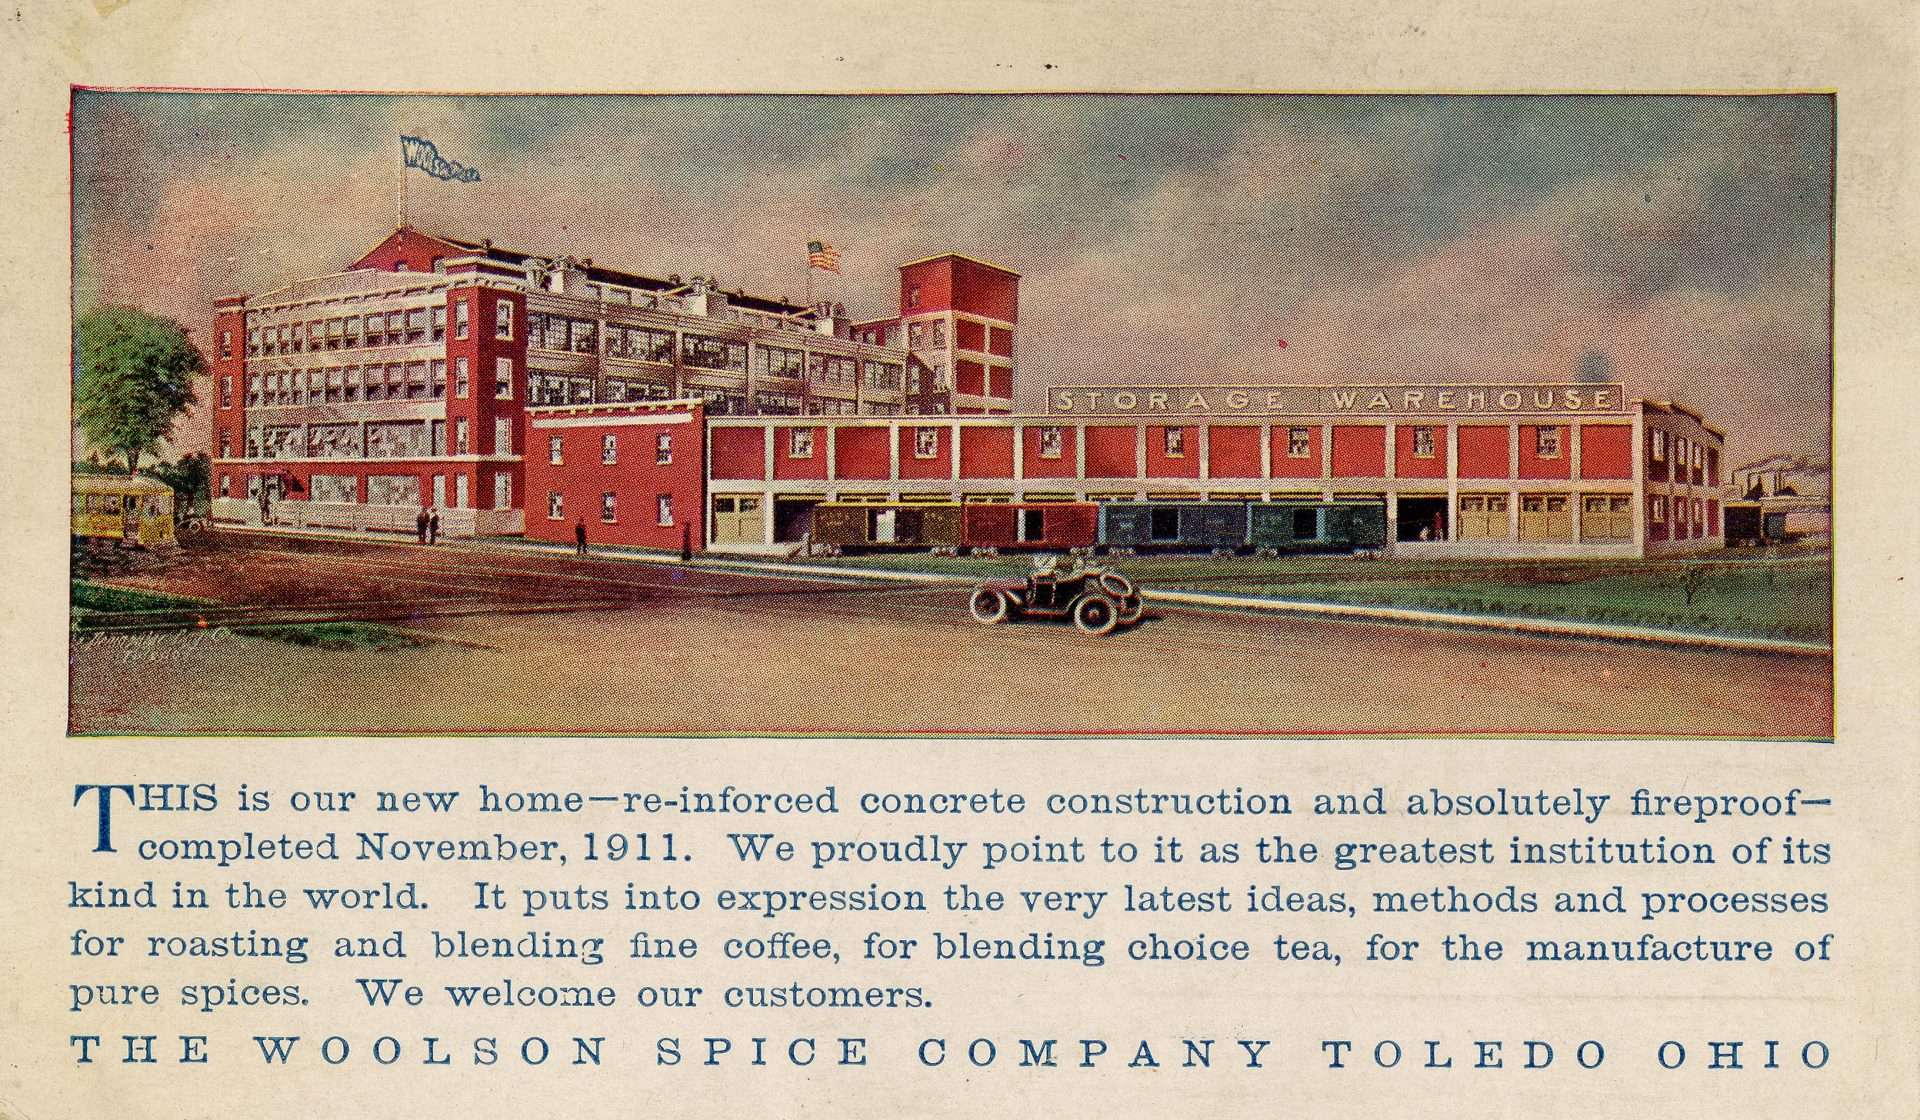 WOOLSON SPICE
STORAGE WAREHOUSE
THIS is our new home—re-inforced concrete construction and absolutely fireproof—
completed November, 1911. We proudly point to it as the greatest institution of its
kind in the world. It puts into expression the very latest ideas, methods and processes
for roasting and blending fine coffee, for blending choice tea, for the manufacture of
pure spices. We welcome our customers.
THE WOOLSON SPICE COMPANY TOLEDO OHIO